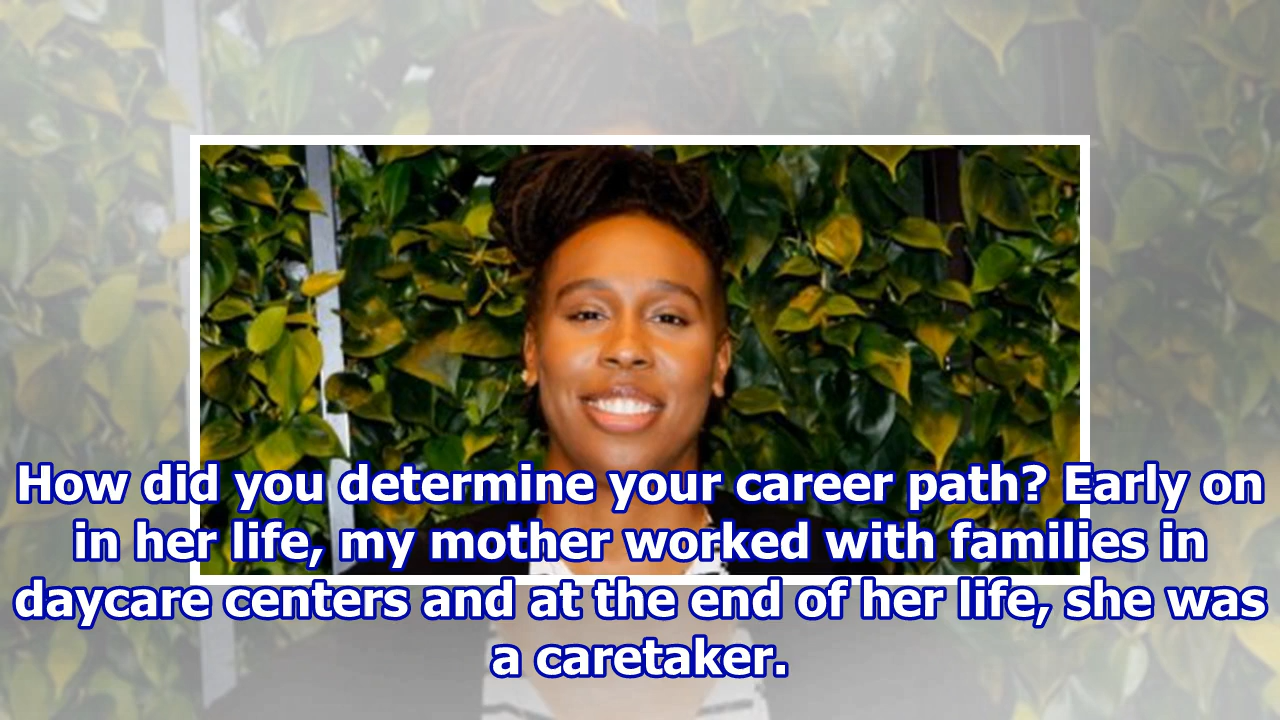 How did you determine your career path? Early on
in her life, my mother worked with families in
daycare centers and at the end of her life, she was
a caretaker.